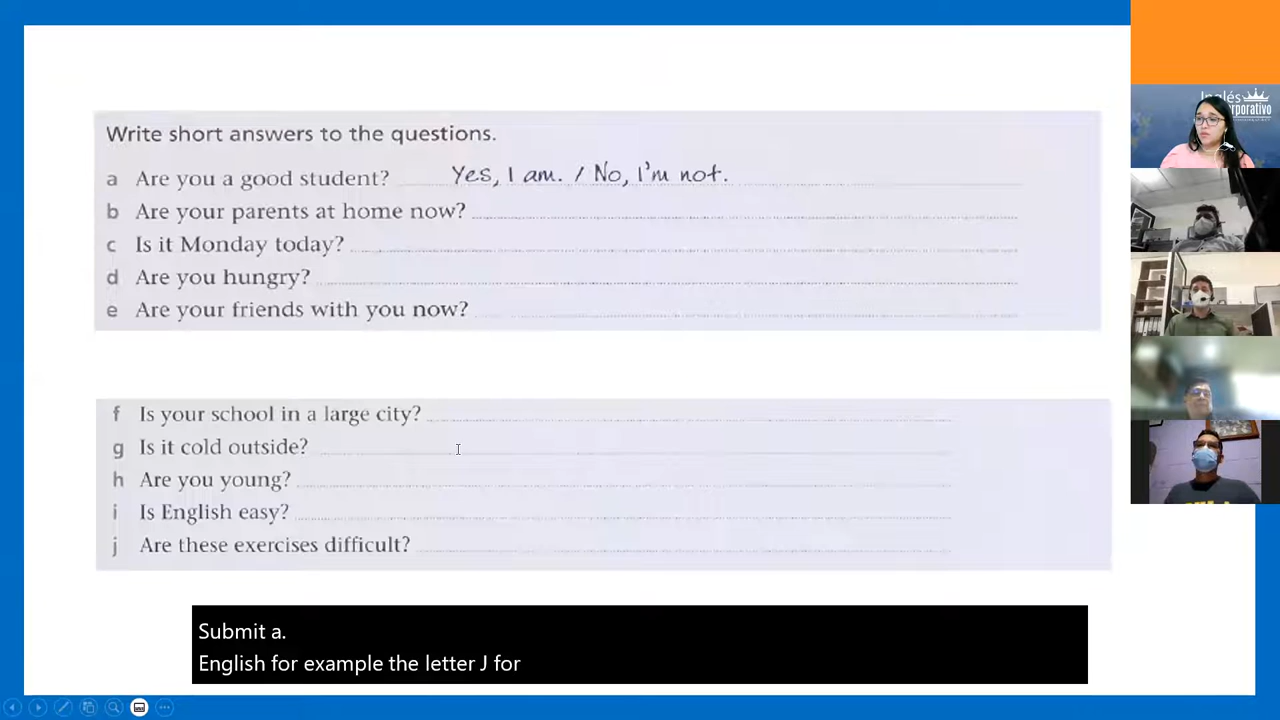 Write short answers to the questions.
a Are you a good student? Yes, I am. / No, I'm not.
b Are your parents at home now?
c Is it Monday today?
d Are you hungry?
e Are your friends with you now?
f Is your school in a large city?
g Is it cold outside?
h Are you young?
i Is English easy?
j Are these exercises difficult?
Submit a.
English for example the letter J for
Inglés